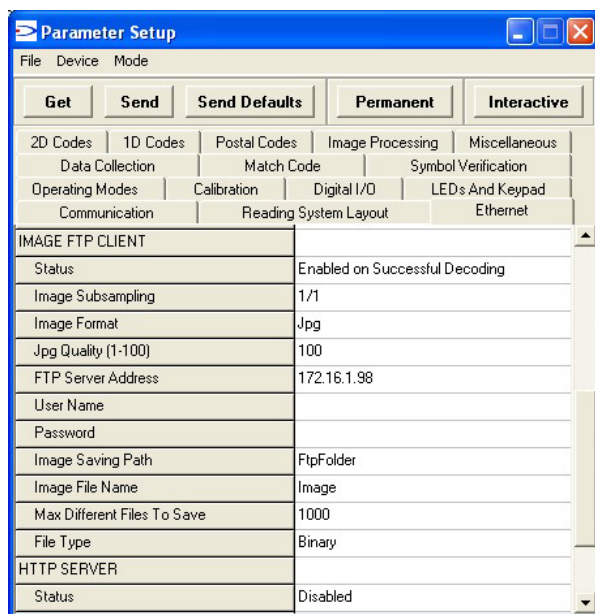 Parameter Setup
File Device Mode
Get Send Send Defaults Permanent Interactive
2D Codes 1D Codes Postal Codes Image Processing Miscellaneous
Data Collection Match Code Symbol Verification
Operating Modes Calibration Digital I/O LEDs And Keypad
Communication Reading System Layout Ethernet
IMAGE FTP CLIENT
Status Enabled on Successful Decoding
Image Subsampling 1/1
Image Format Jpg
Jpg Quality (1-100) 100
FTP Server Address 172.16.1.98
User Name
Password
Image Saving Path FtpFolder
Image File Name Image
Max Different Files To Save 1000
File Type Binary
HTTP SERVER
Status Disabled